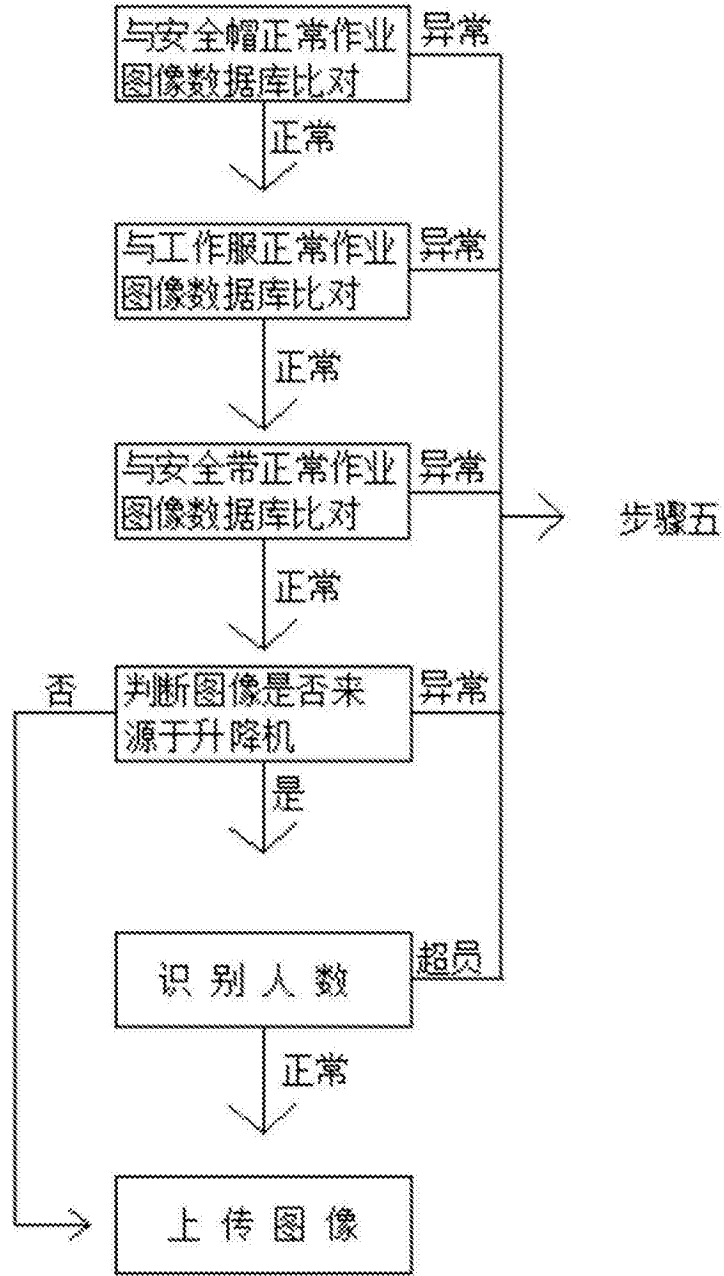 与安全帽正常作业
图像数据库比对
异常
正常
与工作服正常作业
图像数据库比对
异常
正常
与安全带正常作业
图像数据库比对
异常
步骤五
正常
否
判断图像是否来
源于升降机
异常
是
识别人数
超员
正常
上传图像